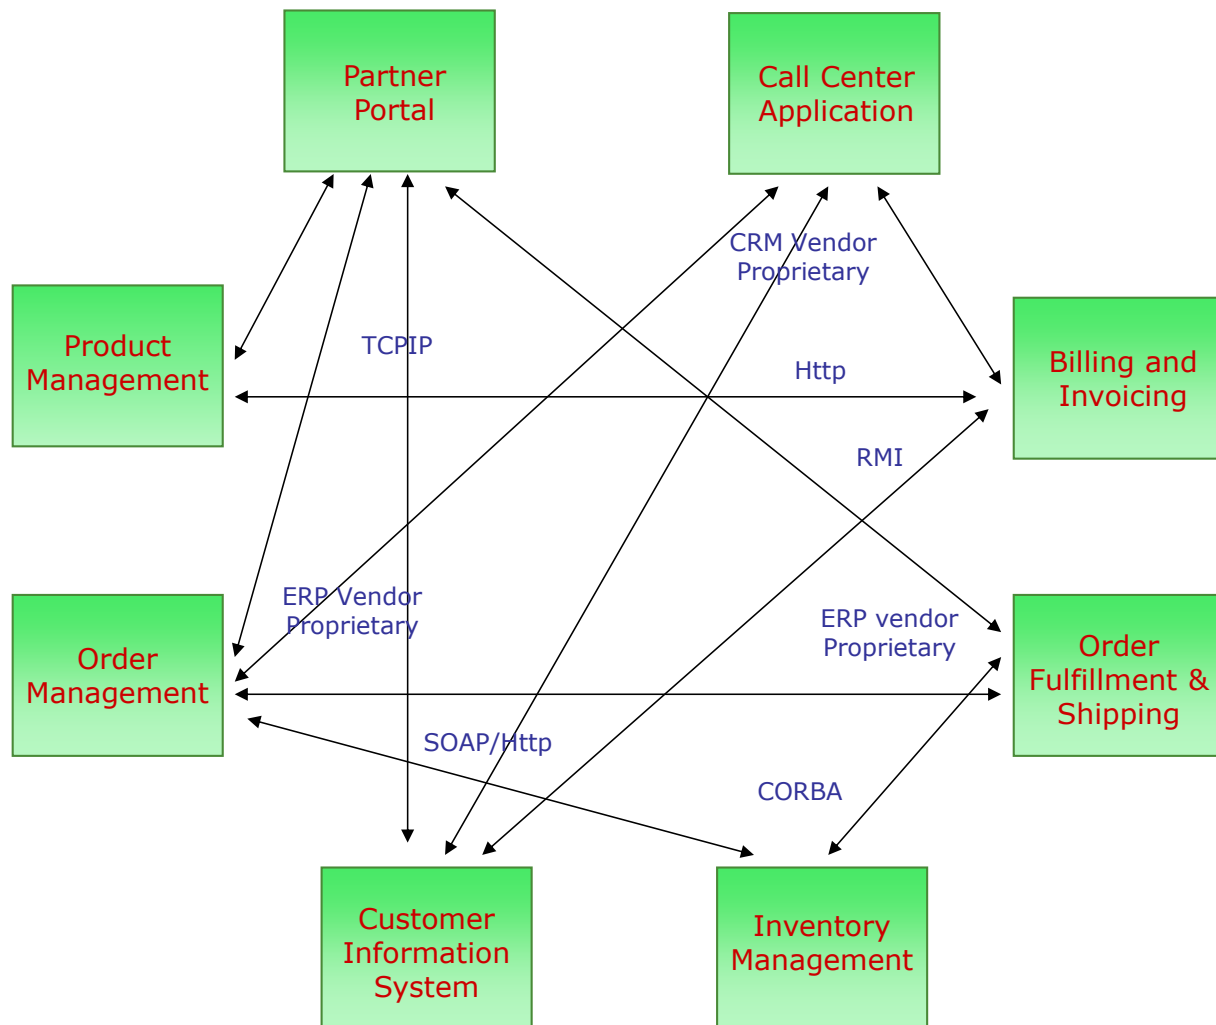 Partner
Portal
Call Center
Application
CRM Vendor
Proprietary
Product
Management
TCPIP
Http
Billing and
Invoicing
RMI
ERP Vendor
Proprietary
ERP vendor
Proprietary
Order
Management
Order
Fulfillment &
Shipping
SOAP/Http
CORBA
Customer
Information
System
Inventory
Management